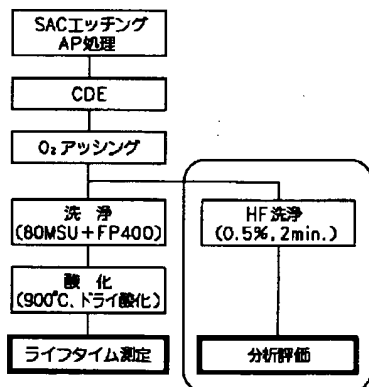 SACエッチング
AP処理
CDE
O₂アッシング
洗浄
(80MSU+FP400)
酸化
(900℃、ドライ酸化)
ライフタイム測定
HF洗浄
(0.5%,2min.)
分析評価